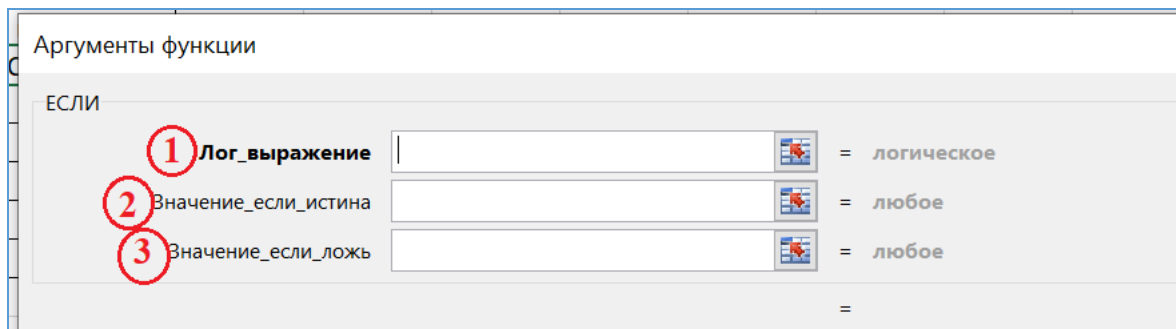 Аргументы функции
ЕСЛИ
1 Лог_выражение = логическое
2 Значение_если_истина = любое
3 Значение_если_ложь = любое
=